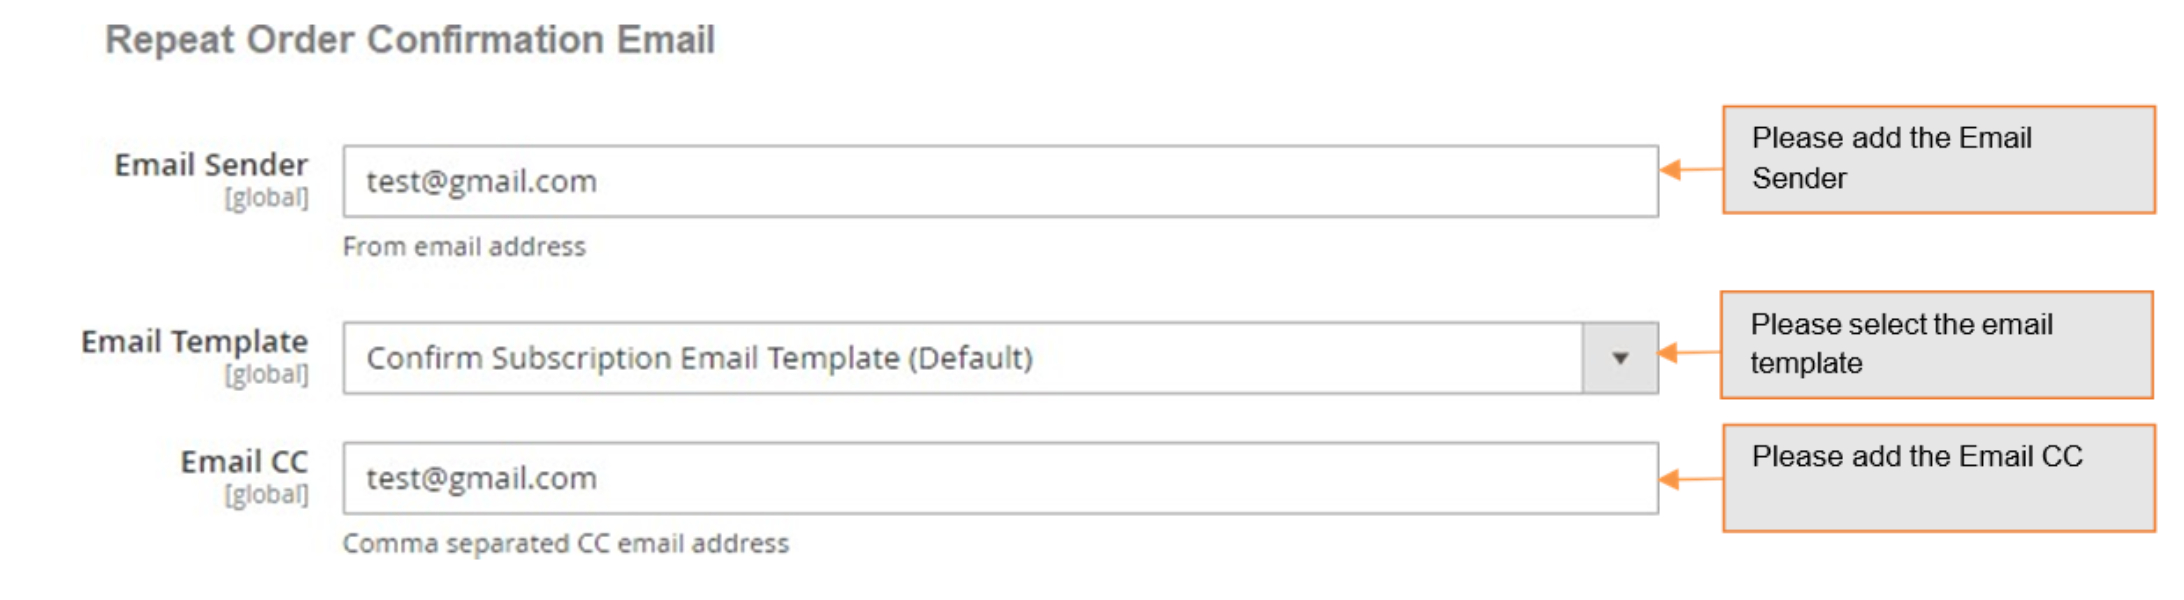 Repeat Order Confirmation Email
Email Sender
[global]
test@gmail.com
From email address
Please add the Email
Sender
Email Template
[global]
Confirm Subscription Email Template (Default)
Please select the email
template
Email CC
[global]
test@gmail.com
Comma separated CC email address
Please add the Email CC